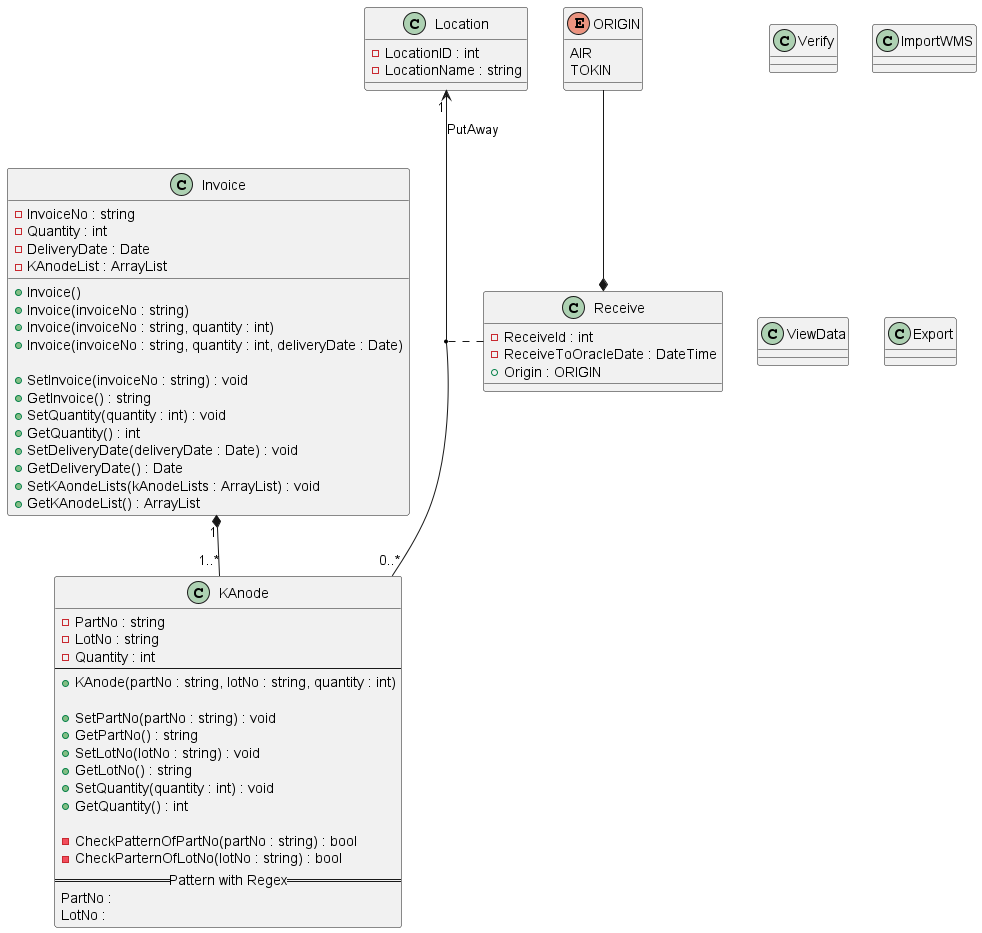 C Location
LocationID : int
LocationName : string
E ORIGIN
AIR
TOKIN
C Verify
C ImportWMS
1
PutAway
C Invoice
InvoiceNo : string
Quantity : int
DeliveryDate : Date
KAnodeList : ArrayList
Invoice()
Invoice(invoiceNo : string)
Invoice(invoiceNo : string, quantity : int)
Invoice(invoiceNo : string, quantity : int, deliveryDate : Date)
SetInvoice(invoiceNo : string) : void
GetInvoice() : string
SetQuantity(quantity : int) : void
GetQuantity() : int
SetDeliveryDate(deliveryDate : Date) : void
GetDeliveryDate() : Date
SetKAondeLists(kAnodeLists : ArrayList) : void
GetKAnodeList() : ArrayList
C Receive
ReceiveId : int
ReceiveToOracleDate : DateTime
Origin : ORIGIN
C ViewData
C Export
1
1..*
0..*
C KAnode
PartNo : string
LotNo : string
Quantity : int
KAnode(partNo : string, lotNo : string, quantity : int)
SetPartNo(partNo : string) : void
GetPartNo() : string
SetLotNo(lotNo : string) : void
GetLotNo() : string
SetQuantity(quantity : int) : void
GetQuantity() : int
CheckPatternOfPartNo(partNo : string) : bool
CheckParternOfLotNo(lotNo : string) : bool
Pattern with Regex
PartNo :
LotNo :